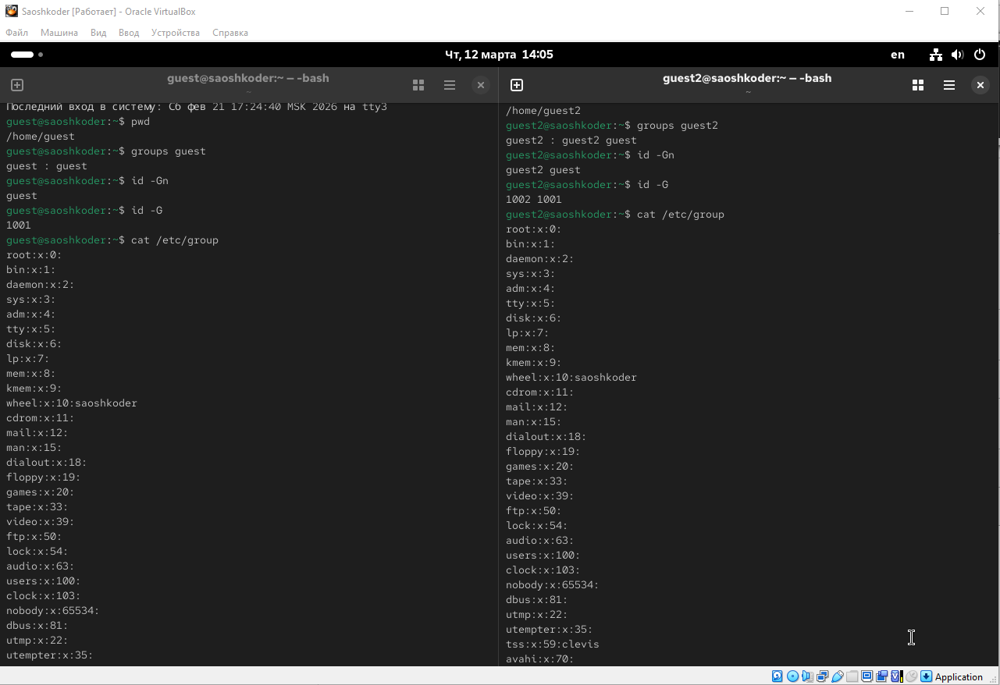 Saoshkoder [Работает] - Oracle VirtualBox
Файл Машина Вид Ввод Устройства Справка
Чт, 12 марта 14:05
en
guest@saoshkoder:~ — -bash
~
Последний вход в систему: Сб фев 21 17:24:40 MSK 2026 на tty3
guest@saoshkoder:~$ pwd
/home/guest
guest@saoshkoder:~$ groups guest
guest : guest
guest@saoshkoder:~$ id -Gn
guest
guest@saoshkoder:~$ id -G
1001
guest@saoshkoder:~$ cat /etc/group
root:x:0:
bin:x:1:
daemon:x:2:
sys:x:3:
adm:x:4:
tty:x:5:
disk:x:6:
lp:x:7:
mem:x:8:
kmem:x:9:
wheel:x:10:saoshkoder
cdrom:x:11:
mail:x:12:
man:x:15:
dialout:x:18:
floppy:x:19:
games:x:20:
tape:x:33:
video:x:39:
ftp:x:50:
lock:x:54:
audio:x:63:
users:x:100:
clock:x:103:
nobody:x:65534:
dbus:x:81:
utmp:x:22:
utempter:x:35:
guest2@saoshkoder:~ — -bash
~
/home/guest2
guest2@saoshkoder:~$ groups guest2
guest2 : guest2 guest
guest2@saoshkoder:~$ id -Gn
guest2 guest
guest2@saoshkoder:~$ id -G
1002 1001
guest2@saoshkoder:~$ cat /etc/group
root:x:0:
bin:x:1:
daemon:x:2:
sys:x:3:
adm:x:4:
tty:x:5:
disk:x:6:
lp:x:7:
mem:x:8:
kmem:x:9:
wheel:x:10:saoshkoder
cdrom:x:11:
mail:x:12:
man:x:15:
dialout:x:18:
floppy:x:19:
games:x:20:
tape:x:33:
video:x:39:
ftp:x:50:
lock:x:54:
audio:x:63:
users:x:100:
clock:x:103:
nobody:x:65534:
dbus:x:81:
utmp:x:22:
utempter:x:35:
tss:x:59:clevis
avahi:x:70:
Application